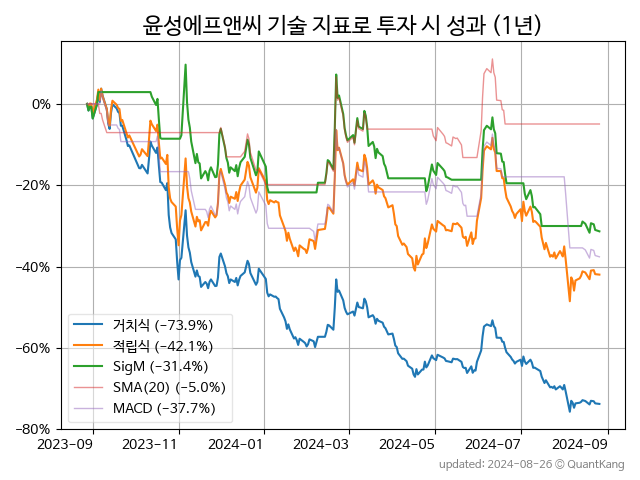 윤성에프앤씨 기술 지표로 투자 시 성과 (1년)
0%
−20%
−40%
−60%
−80%
거치식 (−73.9%)
적립식 (−42.1%)
SigM (−31.4%)
SMA(20) (−5.0%)
MACD (−37.7%)
2023-09 2023-11 2024-01 2024-03 2024-05 2024-07 2024-09
updated: 2024-08-26 © QuantKang